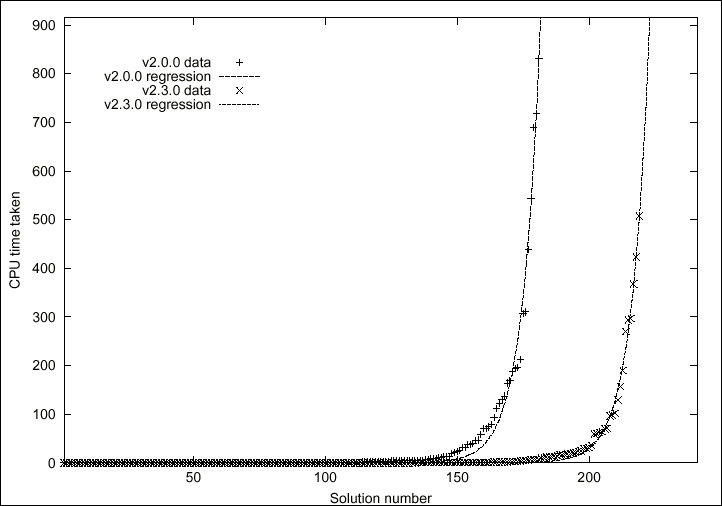 900
800
700
600
500
400
300
200
100
0
CPU time taken
v2.0.0 data
v2.0.0 regression
v2.3.0 data
v2.3.0 regression
50
100
150
200
Solution number